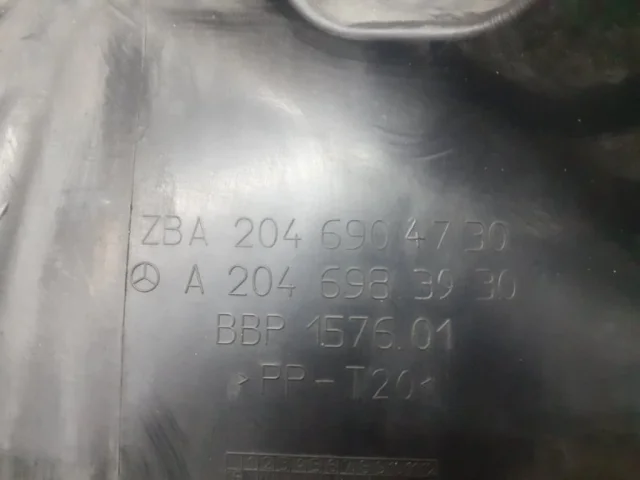 ZBA 204 690 47 30
A 204 698 39 30
BBP 1576.01
>PP-T20<